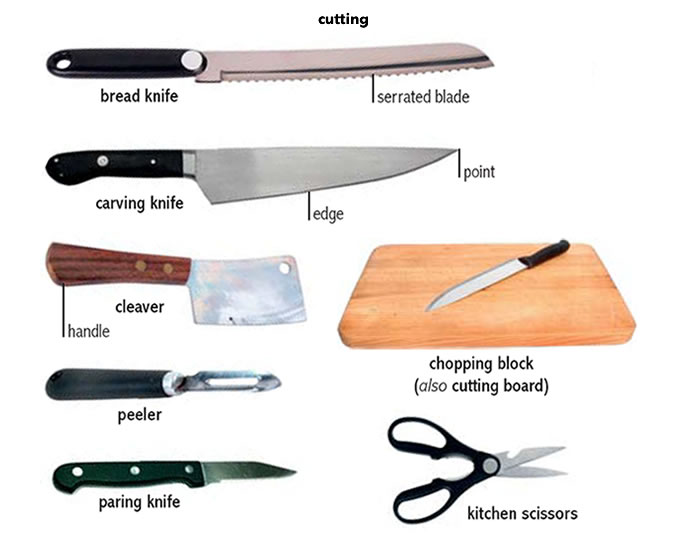 cutting
bread knife
serrated blade
carving knife
point
edge
cleaver
handle
chopping block
(also cutting board)
peeler
paring knife
kitchen scissors